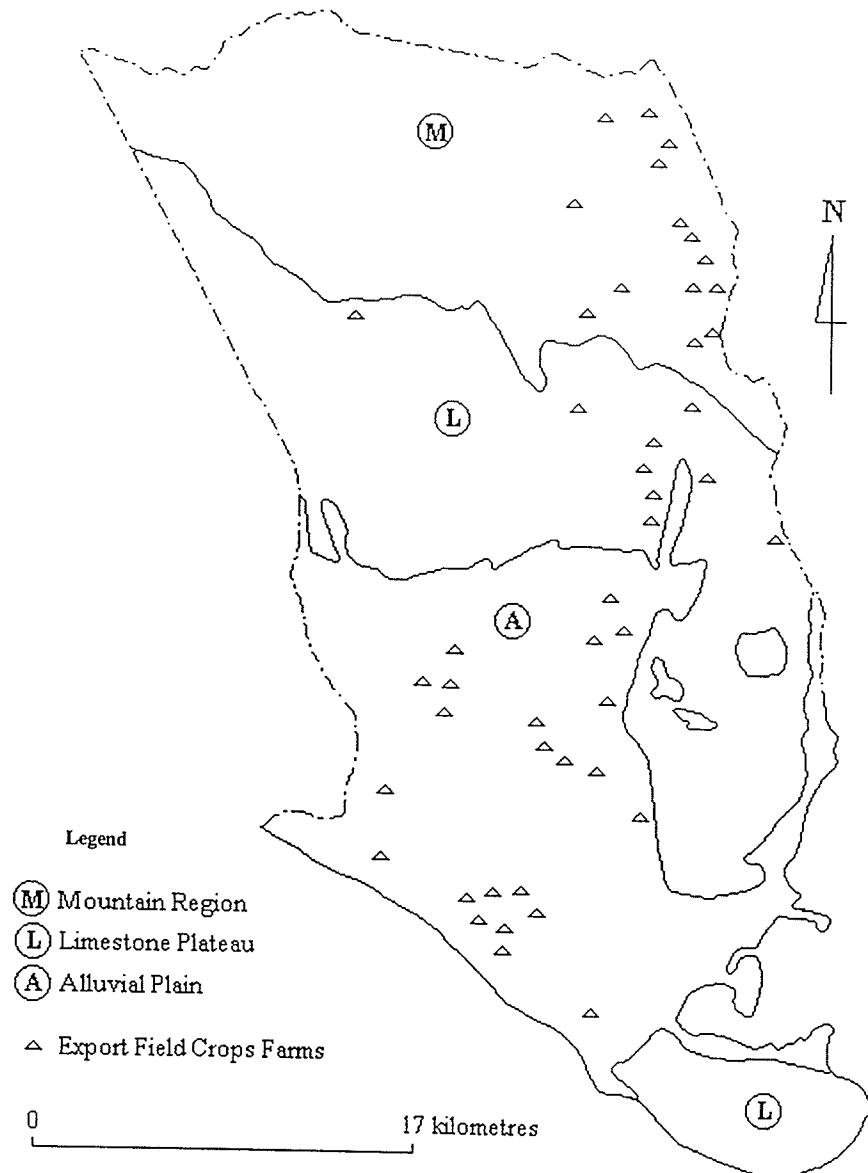 M
N
L
A
Legend
M Mountain Region
L Limestone Plateau
A Alluvial Plain
Export Field Crops Farms
0 17 kilometres
L